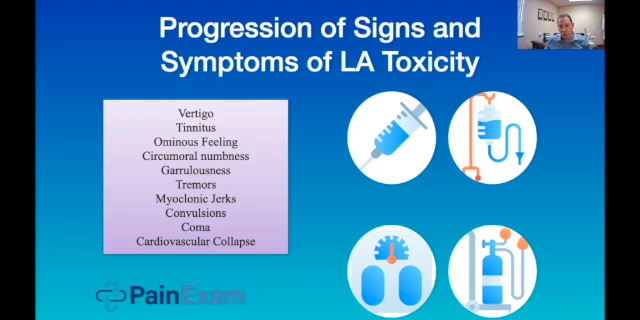 Progression of Signs and
Symptoms of LA Toxicity
Vertigo
Tinnitus
Ominous Feeling
Circumoral numbness
Garrulousness
Tremors
Myoclonic Jerks
Convulsions
Coma
Cardiovascular Collapse
PainExam